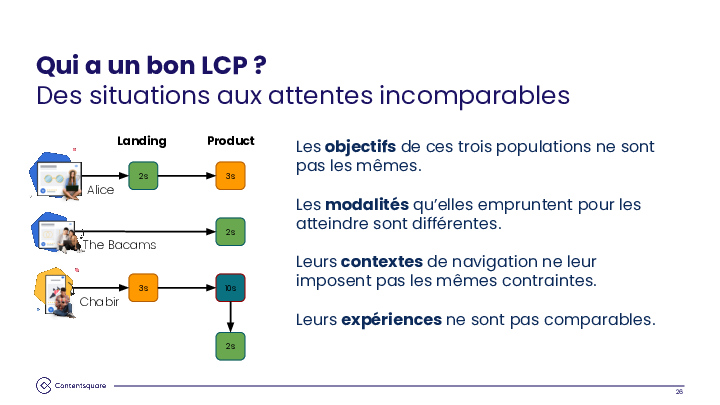 Qui a un bon LCP ?
Des situations aux attentes incomparables
Landing
Product
2s
3s
Alice
2s
The Bacams
3s
10s
Chabir
2s
Les objectifs de ces trois populations ne sont
pas les mêmes.
Les modalités qu’elles empruntent pour les
atteindre sont différentes.
Leurs contextes de navigation ne leur
imposent pas les mêmes contraintes.
Leurs expériences ne sont pas comparables.
Contentsquare
26